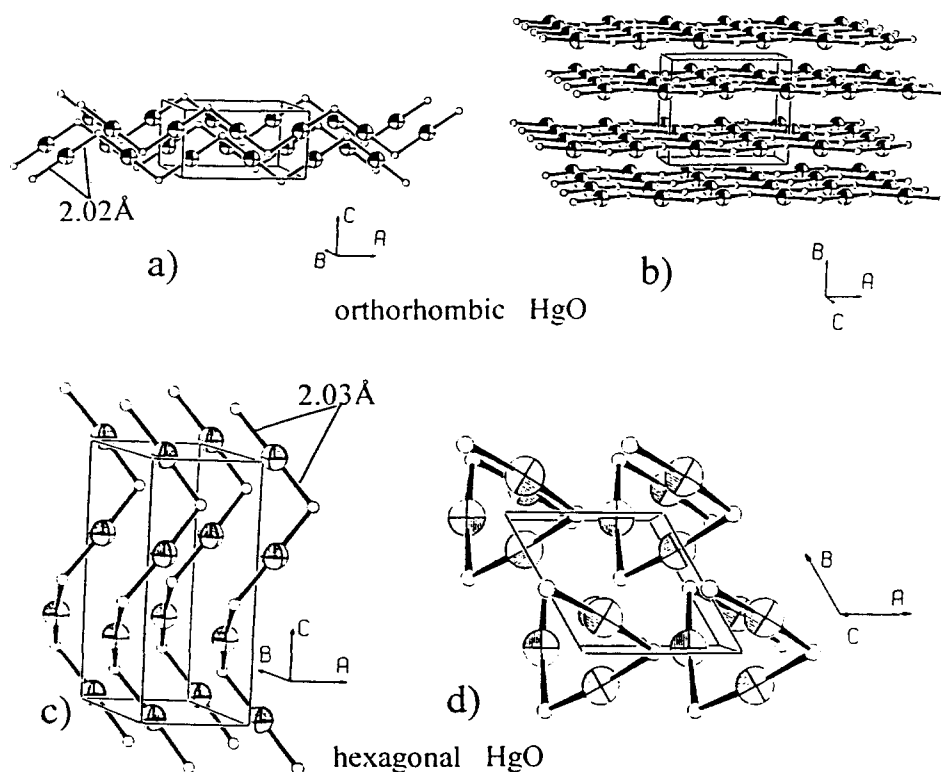 2.02Å
C
B
A
a)
B
A
C
b)
orthorhombic HgO
2.03Å
C
B
A
c)
B
A
C
d)
hexagonal HgO